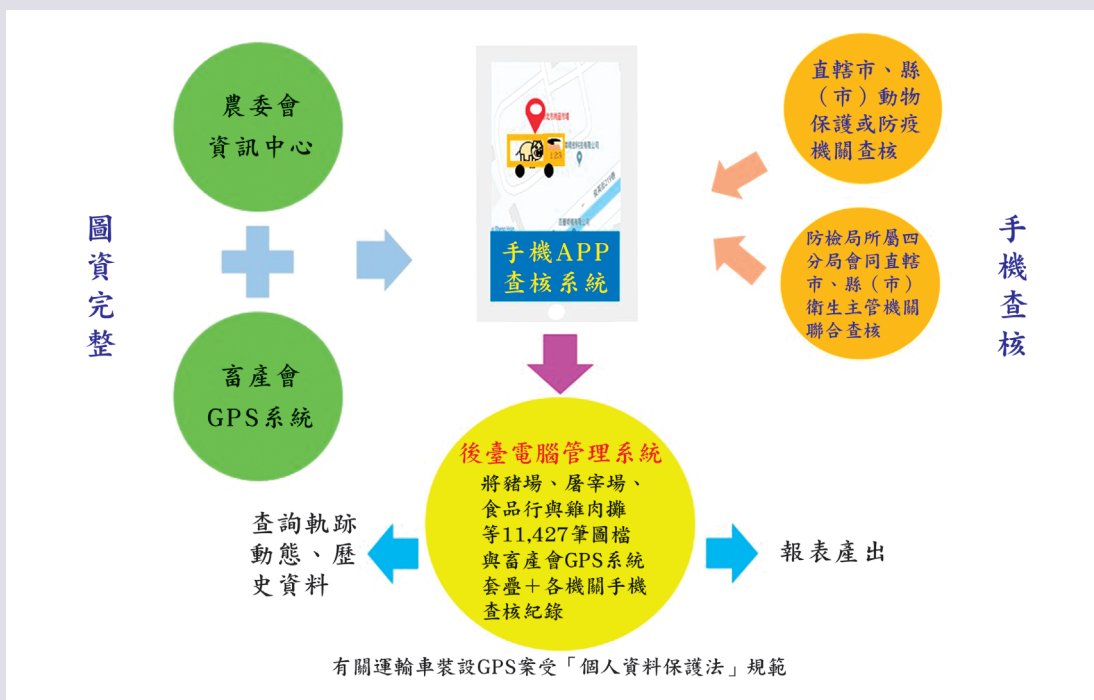 農委會
資訊中心
畜產會
GPS系統
圖資完整
123
手機APP
查核系統
直轄市、縣
（市）動物
保護或防疫
機關查核
防檢局所屬四
分局會同直轄
市、縣（市）
衛生主管機關
聯合查核
手機查核
後臺電腦管理系統
將豬場、屠宰場、
食品行與雞肉攤
等11,427筆圖檔
與畜產會GPS系統
套疊＋各機關手機
查核紀錄
查詢軌跡
動態、歷
史資料
報表產出
有關運輸車裝設GPS案受「個人資料保護法」規範